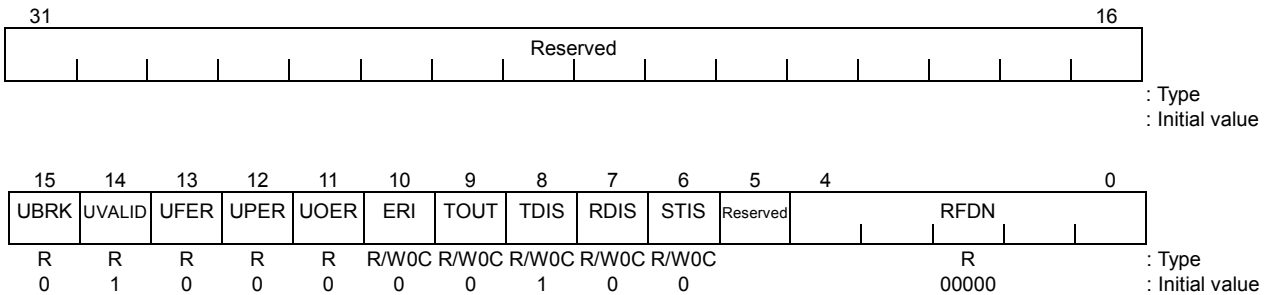 31 16
Reserved
: Type
: Initial value
15 14 13 12 11 10 9 8 7 6 5 4 0
UBRK UVALID UFER UPER UOER ERI TOUT TDIS RDIS STIS Reserved RFDN
R R R R R R/W0C R/W0C R/W0C R/W0C R/W0C R : Type
0 1 0 0 0 0 0 1 0 0 00000 : Initial value